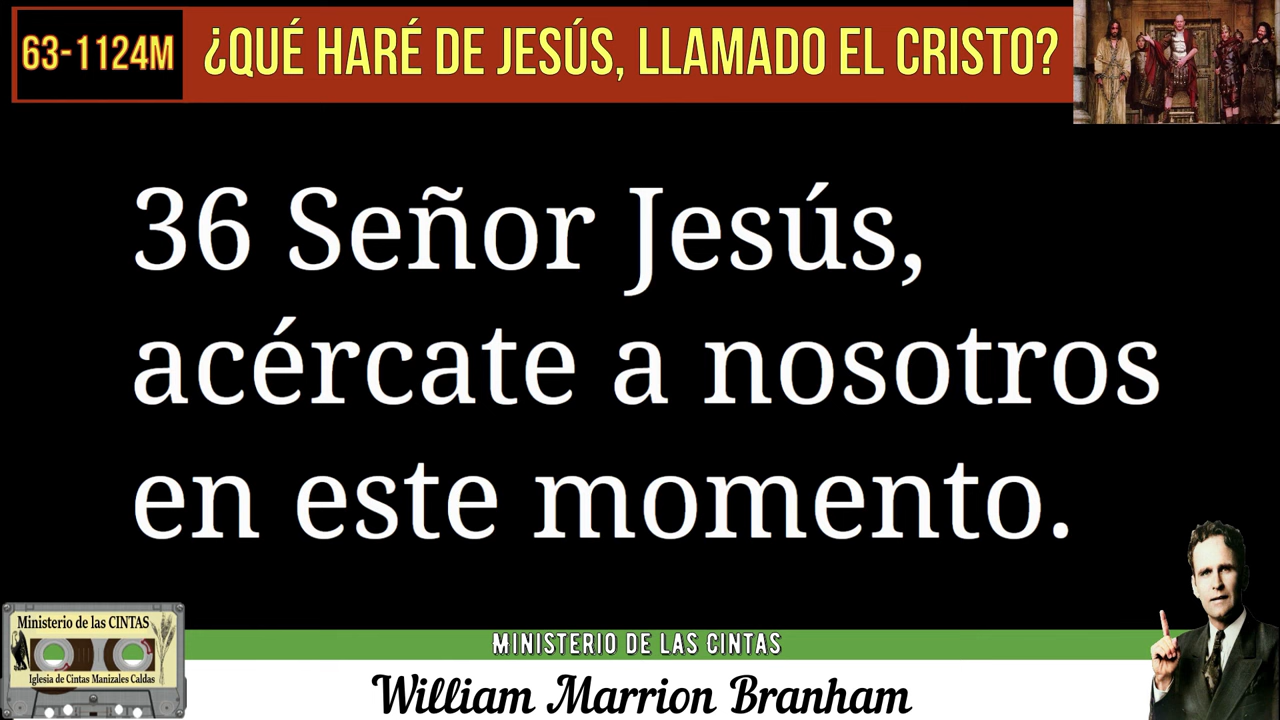 63-1124M
¿QUÉ HARÉ DE JESÚS, LLAMADO EL CRISTO?
36 Señor Jesús,
acércate a nosotros
en este momento.
Ministerio de las CINTAS
Iglesia de Cintas Manizales Caldas
MINISTERIO DE LAS CINTAS
William Marrion Branham